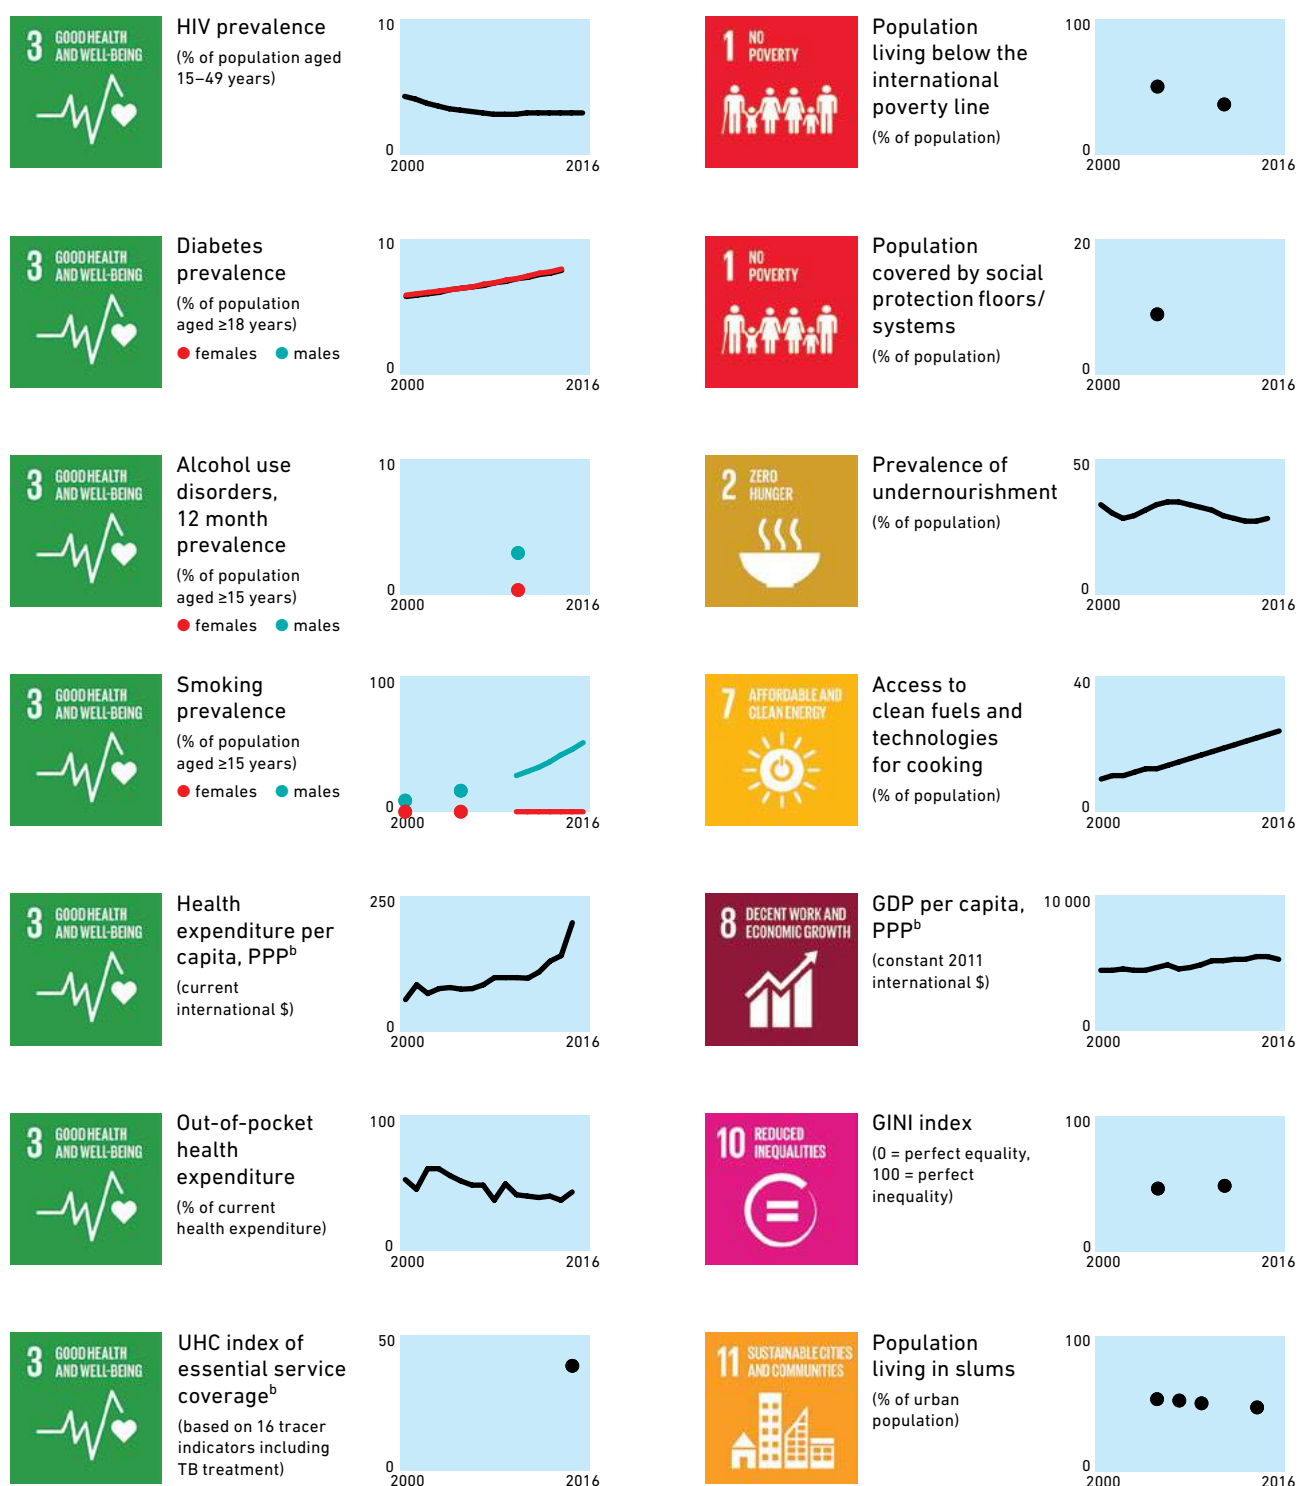 3 GOOD HEALTH
AND WELL-BEING
HIV prevalence
(% of population aged
15–49 years)
10
0
2000 2016
1 NO
POVERTY
Population
living below the
international
poverty line
(% of population)
100
0
2000 2016
3 GOOD HEALTH
AND WELL-BEING
Diabetes
prevalence
(% of population
aged ≥18 years)
females males
10
0
2000 2016
1 NO
POVERTY
Population
covered by social
protection floors/
systems
(% of population)
20
0
2000 2016
3 GOOD HEALTH
AND WELL-BEING
Alcohol use
disorders,
12 month
prevalence
(% of population
aged ≥15 years)
females males
10
0
2000 2016
2 ZERO
HUNGER
Prevalence of
undernourishment
(% of population)
50
0
2000 2016
3 GOOD HEALTH
AND WELL-BEING
Smoking
prevalence
(% of population
aged ≥15 years)
females males
100
0
2000 2016
7 AFFORDABLE AND
CLEAN ENERGY
Access to
clean fuels and
technologies
for cooking
(% of population)
40
0
2000 2016
3 GOOD HEALTH
AND WELL-BEING
Health
expenditure per
capita, PPPᵇ
(current
international $)
250
0
2000 2016
8 DECENT WORK AND
ECONOMIC GROWTH
GDP per capita,
PPPᵇ
(constant 2011
international $)
10 000
0
2000 2016
3 GOOD HEALTH
AND WELL-BEING
Out-of-pocket
health
expenditure
(% of current
health expenditure)
100
0
2000 2016
10 REDUCED
INEQUALITIES
GINI index
(0 = perfect equality,
100 = perfect
inequality)
100
0
2000 2016
3 GOOD HEALTH
AND WELL-BEING
UHC index of
essential service
coverageᵇ
(based on 16 tracer
indicators including
TB treatment)
50
0
2000 2016
11 SUSTAINABLE CITIES
AND COMMUNITIES
Population
living in slums
(% of urban
population)
100
0
2000 2016